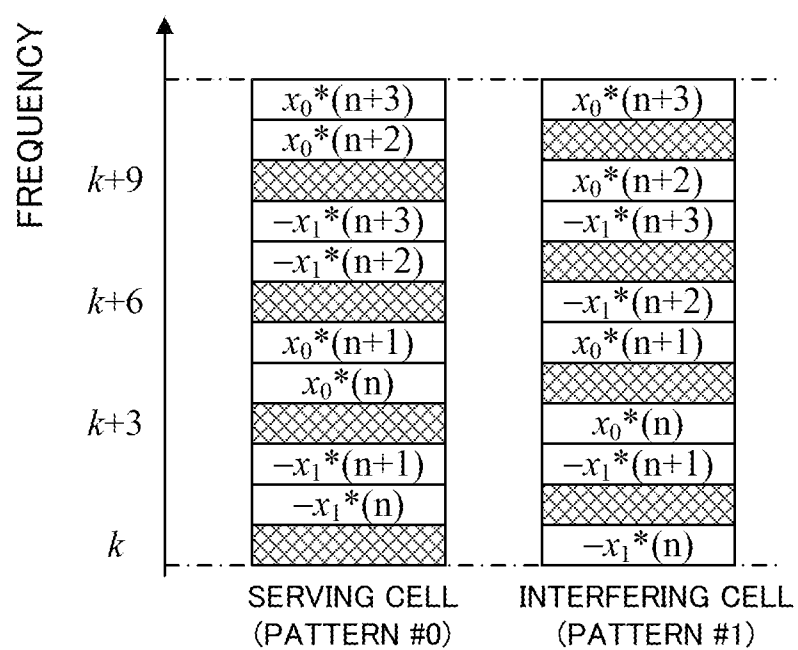 FREQUENCY
x₀*(n+3) x₀*(n+3)
x₀*(n+2)
k+9 x₀*(n+2)
−x₁*(n+3) −x₁*(n+3)
−x₁*(n+2)
k+6 −x₁*(n+2)
x₀*(n+1) x₀*(n+1)
x₀*(n)
k+3 x₀*(n)
−x₁*(n+1) −x₁*(n+1)
−x₁*(n)
k −x₁*(n)
SERVING CELL INTERFERING CELL
(PATTERN #0) (PATTERN #1)